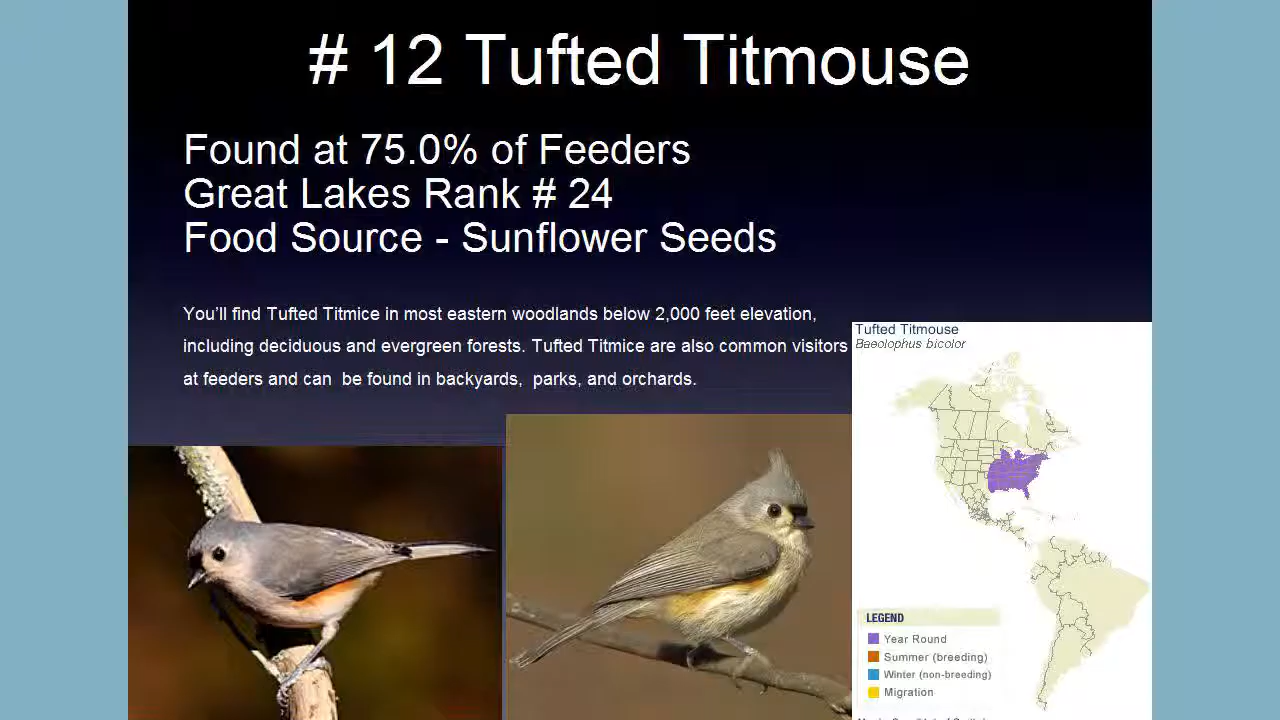 # 12 Tufted Titmouse
Found at 75.0% of Feeders
Great Lakes Rank # 24
Food Source - Sunflower Seeds
You'll find Tufted Titmice in most eastern woodlands below 2,000 feet elevation,
including deciduous and evergreen forests. Tufted Titmice are also common visitors
at feeders and can be found in backyards, parks, and orchards.
Tufted Titmouse
Baeolophus bicolor
LEGEND
Year Round
Summer (breeding)
Winter (non-breeding)
Migration